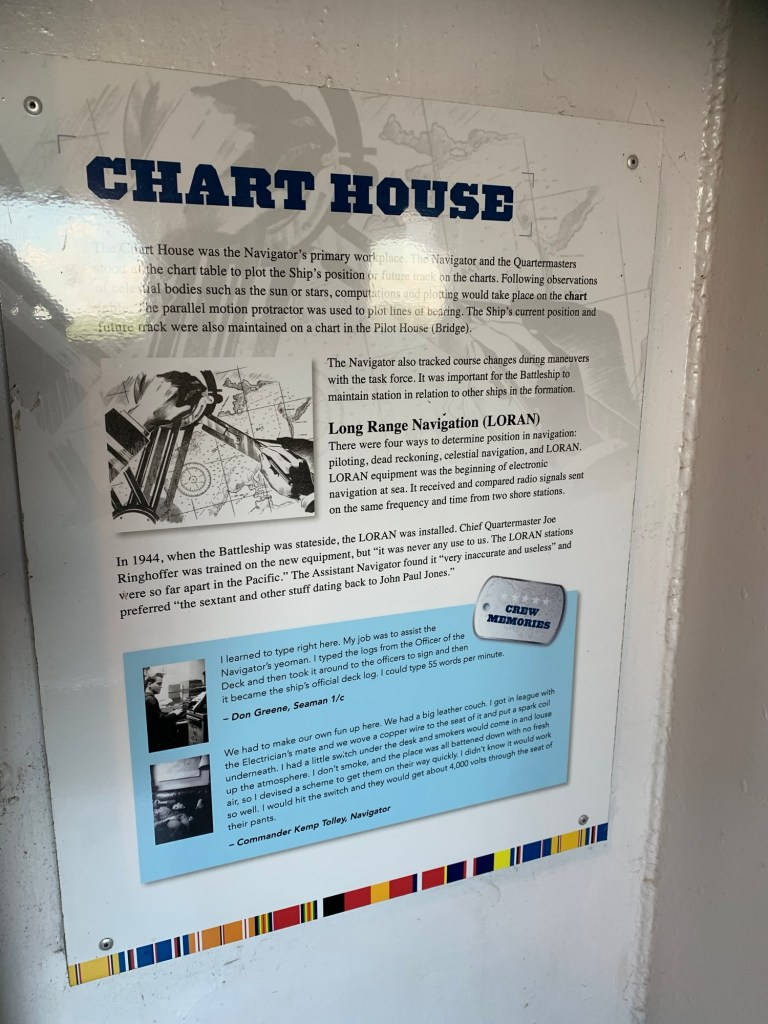 CHART HOUSE
The Chart House was the Navigator's primary workplace. The Navigator and the Quartermasters
stood at the chart table to plot the Ship's position or future track on the charts. Following observations
of celestial bodies such as the sun or stars, computations and plotting would take place on the chart
The parallel motion protractor was used to plot lines of bearing. The Ship's current position and
future track were also maintained on a chart in the Pilot House (Bridge).
The Navigator also tracked course changes during maneuvers
with the task force. It was important for the Battleship to
maintain station in relation to other ships in the formation.
Long Range Navigation (LORAN)
There were four ways to determine position in navigation:
piloting, dead reckoning, celestial navigation, and LORAN.
LORAN equipment was the beginning of electronic
navigation at sea. It received and compared radio signals sent
on the same frequency and time from two shore stations.
In 1944, when the Battleship was stateside, the LORAN was installed. Chief Quartermaster Joe
Ringhoffer was trained on the new equipment, but "it was never any use to us. The LORAN stations
were so far apart in the Pacific." The Assistant Navigator found it "very inaccurate and useless" and
preferred "the sextant and other stuff dating back to John Paul Jones."
CREW
MEMORIES
I learned to type right here. My job was to assist the
Navigator's yeoman. I typed the logs from the Officer of the
Deck and then took it around to the officers to sign and then
it became the ship's official deck log. I could type 55 words per minute.
– Don Greene, Seaman 1/c
We had to make our own fun up here. We had a big leather couch. I got in league with
the Electrician's mate and we wove a copper wire to the seat of it and put a spark coil
underneath. I had a little switch under the desk and smokers would come in and louse
up the atmosphere. I don't smoke, and the place was all battened down with no fresh
air, so I devised a scheme to get them on their way quickly. I didn't know it would work
so well. I would hit the switch and they would get about 4,000 volts through the seat of
their pants.
– Commander Kemp Tolley, Navigator